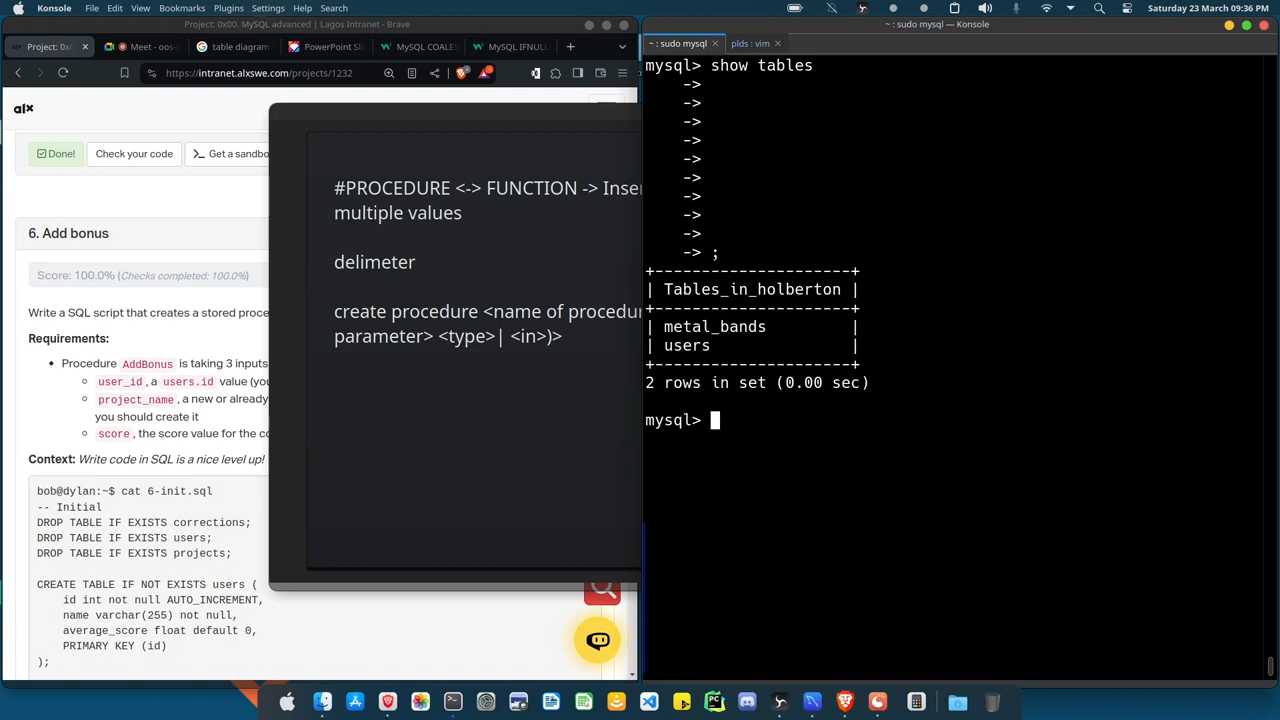 Konsole File Edit View Bookmarks Plugins Settings Help Search
Saturday 23 March 09:36 PM
Project: 0x00. MySQL advanced | Lagos Intranet - Brave
Project: 0x0
Meet - oos-
table diagram
PowerPoint Sli
MySQL COALES
MySQL IFNULL
https://intranet.alxswe.com/projects/1232
alx
Done!
Check your code
Get a sandbo
6. Add bonus
Score: 100.0% (Checks completed: 100.0%)
Write a SQL script that creates a stored proce
Requirements:
Procedure AddBonus is taking 3 inputs
user_id, a users.id value (you
project_name, a new or already
you should create it
score, the score value for the co
Context: Write code in SQL is a nice level up!
bob@dylan:~$ cat 6-init.sql
-- Initial
DROP TABLE IF EXISTS corrections;
DROP TABLE IF EXISTS users;
DROP TABLE IF EXISTS projects;
CREATE TABLE IF NOT EXISTS users (
id int not null AUTO_INCREMENT,
name varchar(255) not null,
average_score float default 0,
PRIMARY KEY (id)
);
#PROCEDURE <-> FUNCTION -> Inser
multiple values
delimeter
create procedure <name of procedur
parameter> <type>| <in>)>
~ : sudo mysql — Konsole
~ : sudo mysql
plds : vim
mysql> show tables
->
->
->
->
->
->
->
->
->
-> ;
+---------------------+
| Tables_in_holberton |
+---------------------+
| metal_bands |
| users |
+---------------------+
2 rows in set (0.00 sec)
mysql>